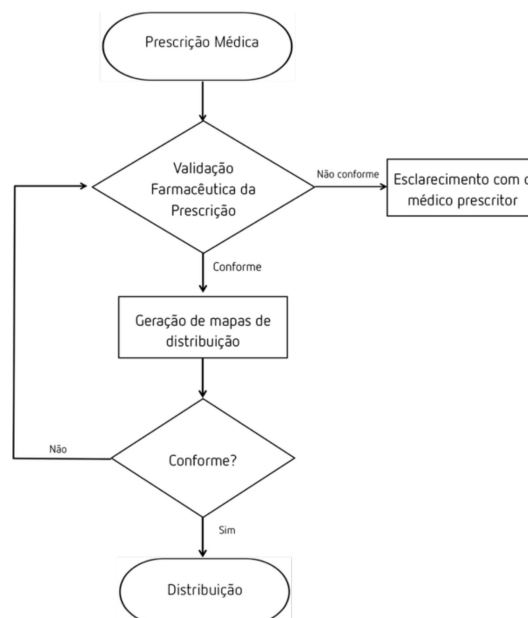 Prescrição Médica
Validação
Farmacêutica da
Prescrição
Não conforme
Esclarecimento com o
médico prescritor
Conforme
Geração de mapas de
distribuição
Conforme?
Não
Sim
Distribuição